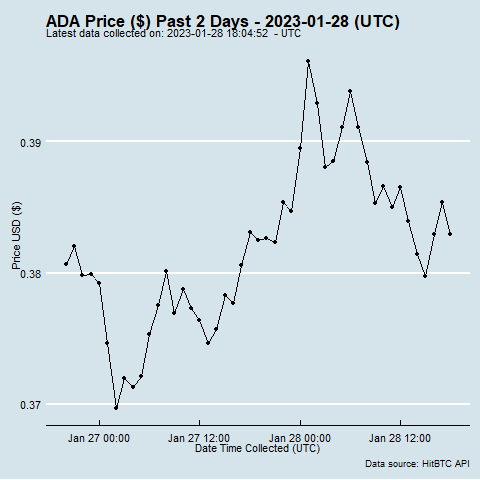 ADA Price ($) Past 2 Days - 2023-01-28 (UTC)
Latest data collected on: 2023-01-28 18:04:52 - UTC
0.39
0.38
0.37
Price USD ($)
Jan 27 00:00 Jan 27 12:00 Jan 28 00:00 Jan 28 12:00
Date Time Collected (UTC)
Data source: HitBTC API